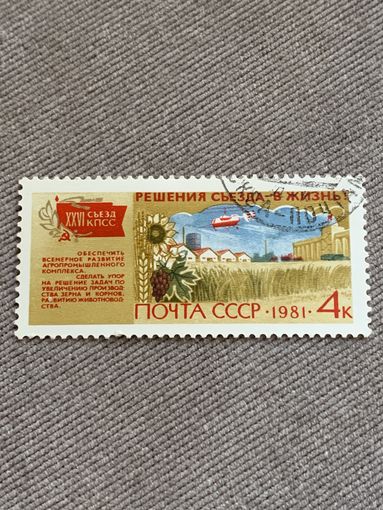 РЕШЕНИЯ СЪЕЗДА-В ЖИЗНЬ!
XXVI СЪЕЗД
КПСС
ОБЕСПЕЧИТЬ
ВСЕМЕРНОЕ РАЗВИТИЕ
АГРОПРОМЫШЛЕННОГО
КОМПЛЕКСА.
СДЕЛАТЬ УПОР
НА РЕШЕНИЕ ЗАДАЧ ПО
УВЕЛИЧЕНИЮ ПРОИЗВОД-
СТВА ЗЕРНА И КОРМОВ,
РАЗВИТИЮ ЖИВОТНОВОД-
СТВА.
ПОЧТА СССР · 1981 · 4К